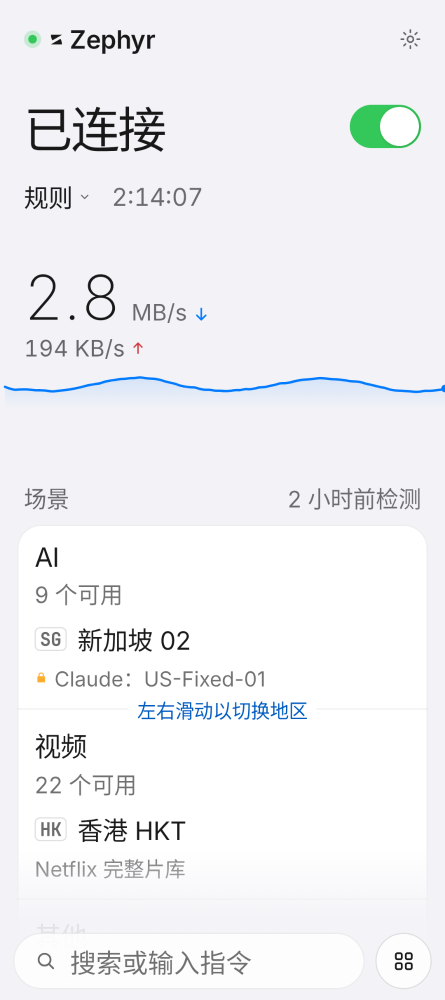 Zephyr
已连接
规则 2:14:07
2.8 MB/s ↓
194 KB/s ↑
场景 2 小时前检测
AI
9 个可用
SG 新加坡 02
Claude：US-Fixed-01
左右滑动以切换地区
视频
22 个可用
HK 香港 HKT
Netflix 完整片库
其他
搜索或输入指令